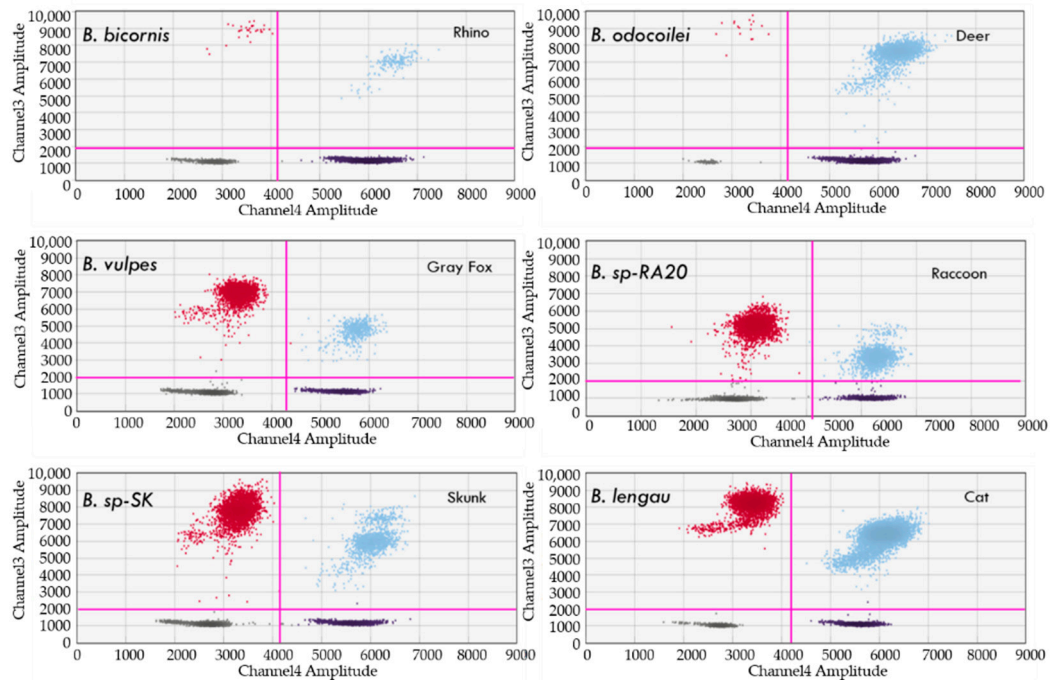 B. bicornis
Rhino
Channel3 Amplitude
10,000
9000
8000
7000
6000
5000
4000
3000
2000
1000
0
0 1000 2000 3000 4000 5000 6000 7000 8000 9000
Channel4 Amplitude
B. odocoilei
Deer
Channel3 Amplitude
10,000
9000
8000
7000
6000
5000
4000
3000
2000
1000
0
0 1000 2000 3000 4000 5000 6000 7000 8000 9000
Channel4 Amplitude
B. vulpes
Gray Fox
Channel3 Amplitude
10,000
9000
8000
7000
6000
5000
4000
3000
2000
1000
0
0 1000 2000 3000 4000 5000 6000 7000 8000 9000
Channel4 Amplitude
B. sp-RA20
Raccoon
Channel3 Amplitude
10,000
9000
8000
7000
6000
5000
4000
3000
2000
1000
0
0 1000 2000 3000 4000 5000 6000 7000 8000 9000
Channel4 Amplitude
B. sp-SK
Skunk
Channel3 Amplitude
10,000
9000
8000
7000
6000
5000
4000
3000
2000
1000
0
0 1000 2000 3000 4000 5000 6000 7000 8000 9000
Channel4 Amplitude
B. lengau
Cat
Channel3 Amplitude
10,000
9000
8000
7000
6000
5000
4000
3000
2000
1000
0
0 1000 2000 3000 4000 5000 6000 7000 8000 9000
Channel4 Amplitude